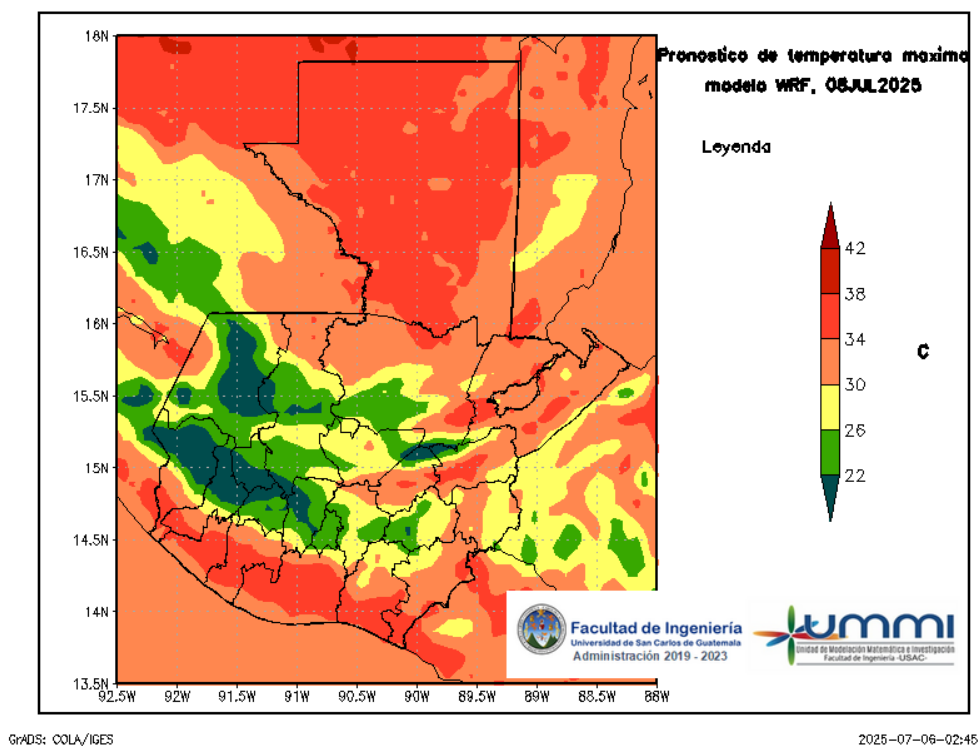 Pronostico de temperatura maxima
modelo WRF, 08JUL2025
Leyenda
18N
17.5N
17N
16.5N
16N
15.5N
15N
14.5N
14N
13.5N
92.5W
92W
91.5W
91W
90.5W
90W
89.5W
89W
88.5W
88W
42
38
34
30
26
22
C
Facultad de Ingeniería
Universidad de San Carlos de Guatemala
Administración 2019 - 2023
ummi
Unidad de Modelación Matemática e Investigación
Facultad de Ingeniería -USAC-
GrADS: COLA/IGES
2025-07-06-02:45